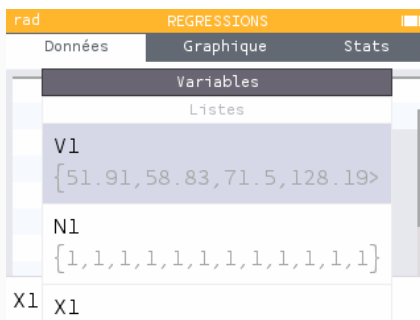 rad REGRESSIONS
Données Graphique Stats
Variables
Listes
V1
{51.91,58.83,71.5,128.19>
N1
{1,1,1,1,1,1,1,1,1,1,1,1}
X1 X1